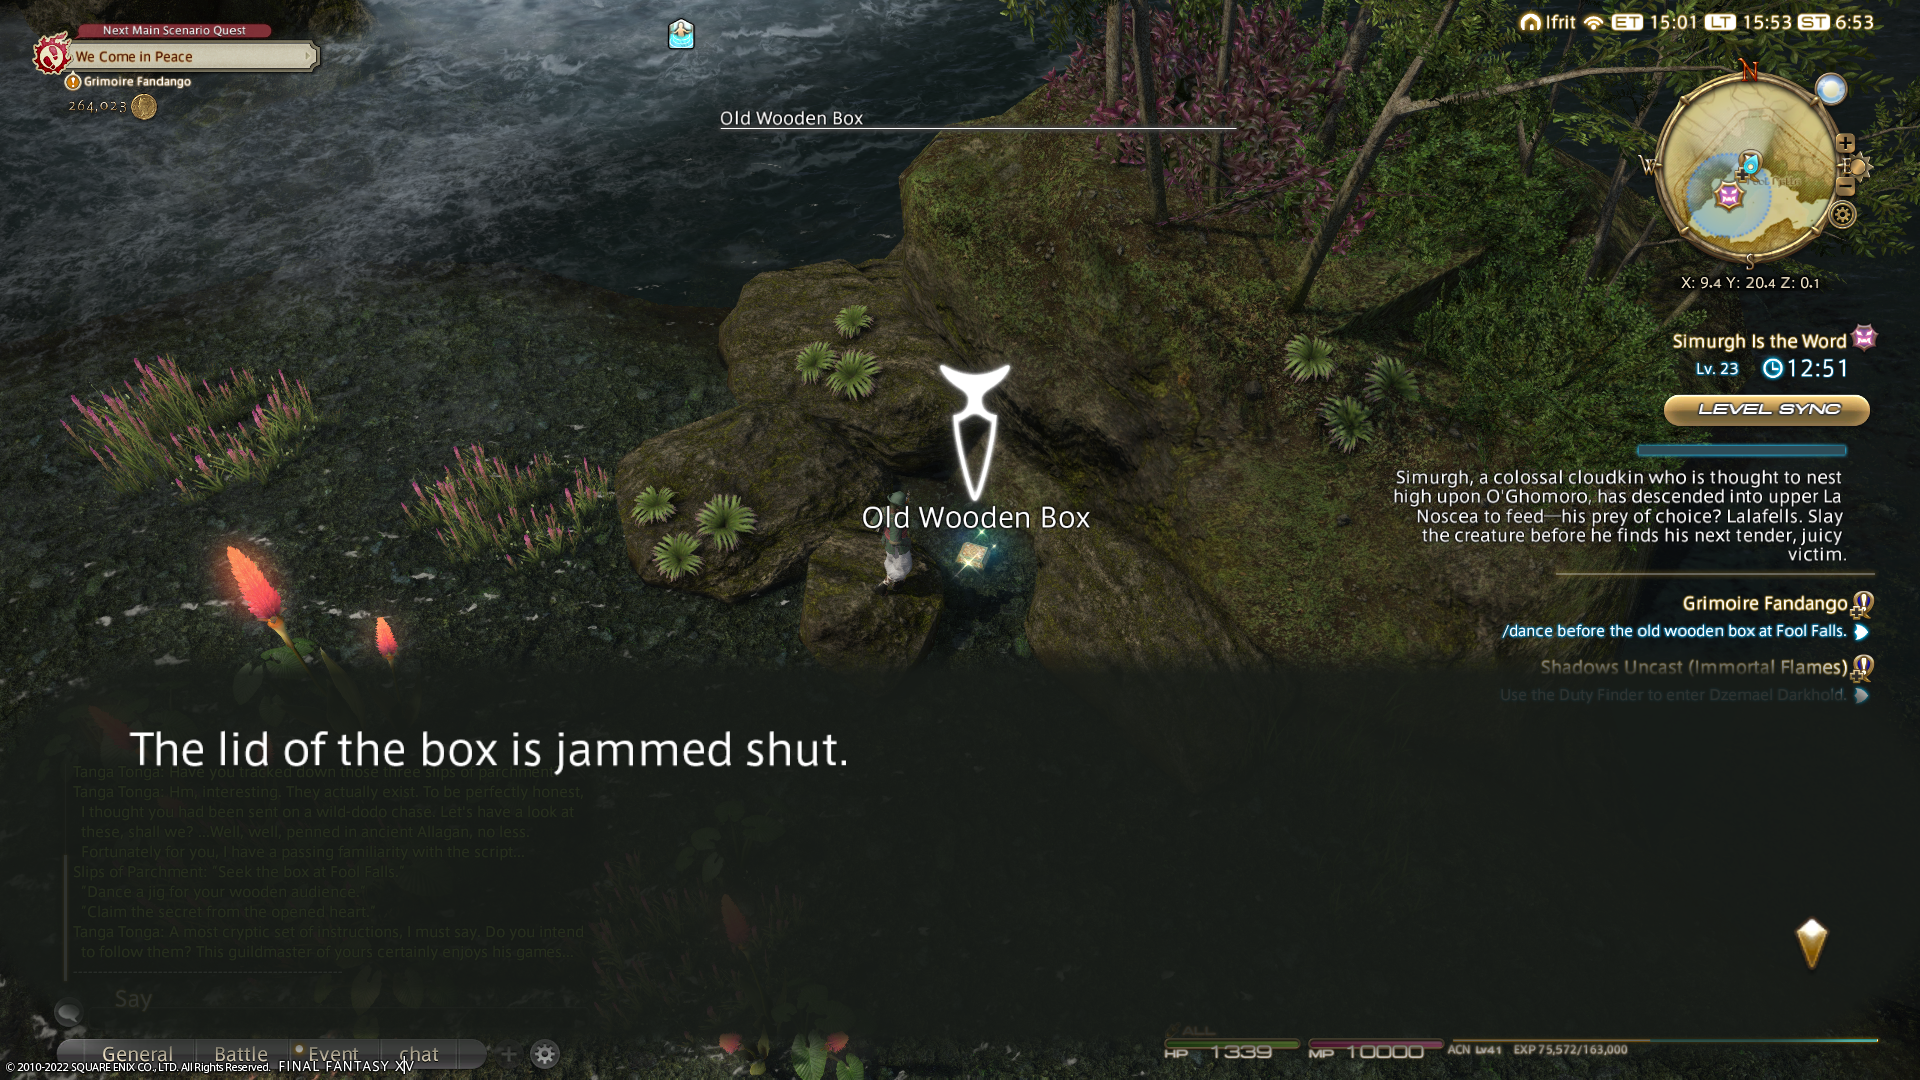 Next Main Scenario Quest
We Come in Peace
Grimoire Fandango
264,023
Ifrit ET 15:01 LT 15:53 ST 6:53
Old Wooden Box
N
W
E
S
X: 9.4 Y: 20.4 Z: 0.1
Simurgh Is the Word
Lv. 23 12:51
LEVEL SYNC
Simurgh, a colossal cloudkin who is thought to nest
high upon O'Ghomoro, has descended into upper La
Noscea to feed—his prey of choice? Lalafells. Slay
the creature before he finds his next tender, juicy
victim.
Old Wooden Box
Grimoire Fandango
/dance before the old wooden box at Fool Falls.
Shadows Uncast (Immortal Flames)
Use the Duty Finder to enter Dzemael Darkhold.
The lid of the box is jammed shut.
Tanga Tonga: Have you tracked down those three slips of parchment
Tanga Tonga: Hm, interesting. They actually exist. To be perfectly honest,
I thought you had been sent on a wild-dodo chase. Let's have a look at
these, shall we? ...Well, well, penned in ancient Allagan, no less.
Fortunately for you, I have a passing familiarity with the script...
Slips of Parchment: "Seek the box at Fool Falls."
"Dance a jig for your wooden audience."
"Claim the secret from the opened heart."
Tanga Tonga: A most cryptic set of instructions, I must say. Do you intend
to follow them? This guildmaster of yours certainly enjoys his games...
Say
General Battle Event chat
ALL
HP 1339 MP 10000 ACN Lv41 EXP 75,572/163,000
© 2010-2022 SQUARE ENIX CO., LTD. All Rights Reserved. FINAL FANTASY XIV